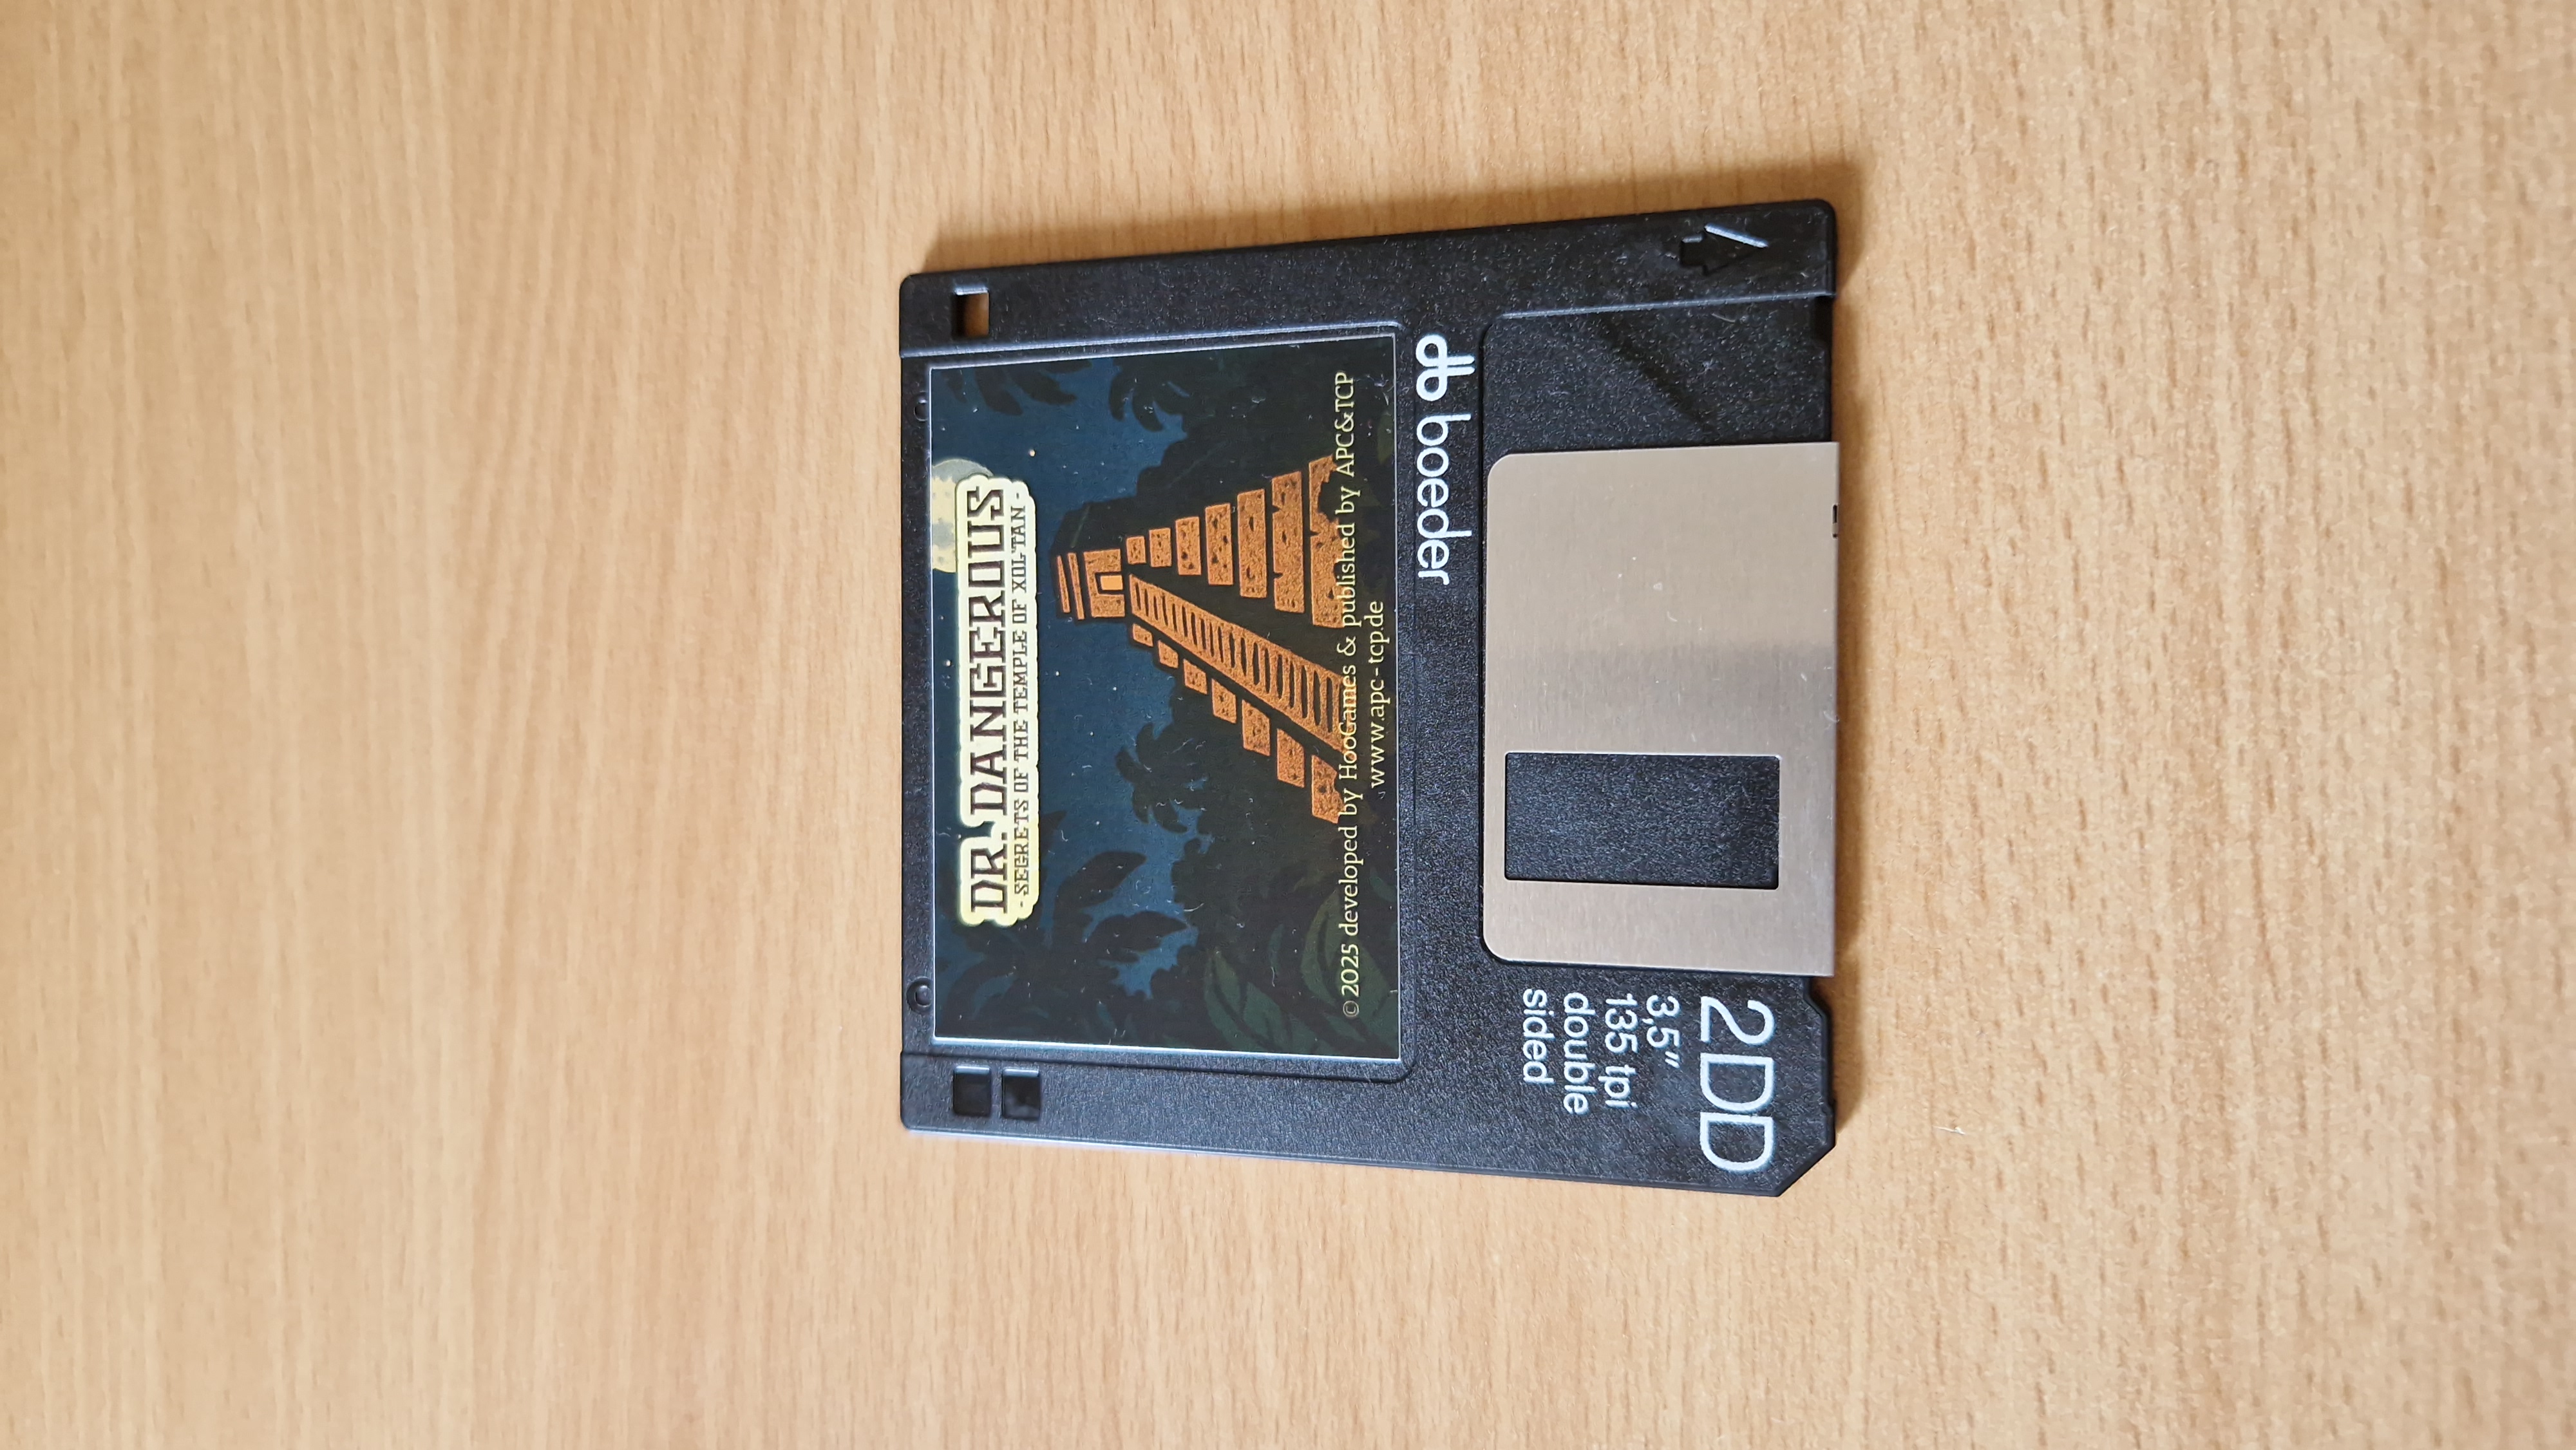 DR. DANGEROUS
- SECRETS OF THE TEMPLE OF XOL'TAN -
© 2025 developed by HooGames & published by APC&TCP
www.apc-tcp.de
boeder
2DD
3,5"
135 tpi
double
sided